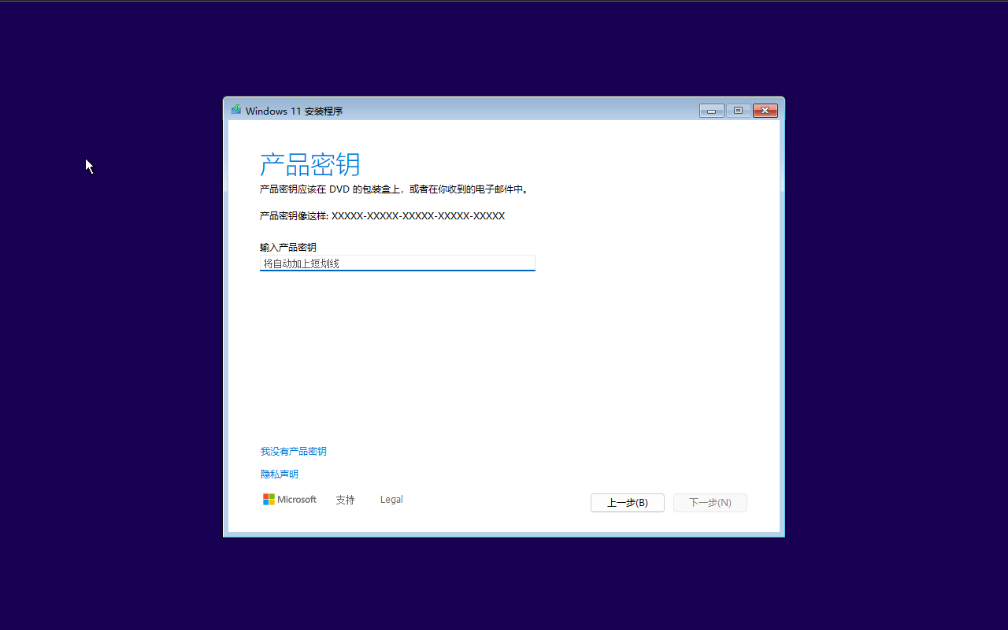 Windows 11 安装程序
产品密钥
产品密钥应该在 DVD 的包装盒上，或者在你收到的电子邮件中。
产品密钥像这样: XXXXX-XXXXX-XXXXX-XXXXX-XXXXX
输入产品密钥
将自动加上短划线
我没有产品密钥
隐私声明
Microsoft 支持 Legal
上一步(B) 下一步(N)